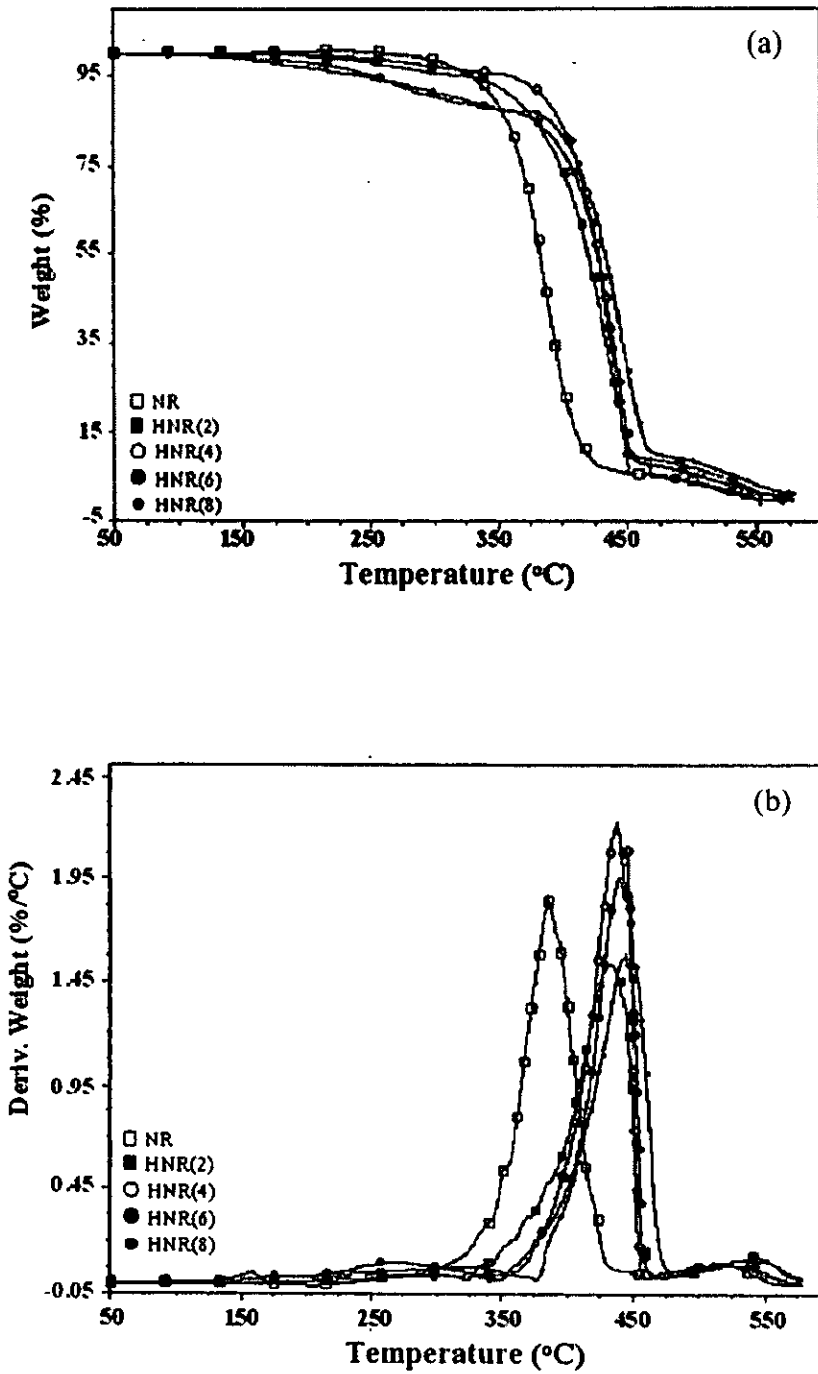 (a)
95
75
55
35
15
-5
Weight (%)
NR
HNR(2)
HNR(4)
HNR(6)
HNR(8)
50 150 250 350 450 550
Temperature (°C)
(b)
2.45
1.95
1.45
0.95
0.45
-0.05
Deriv. Weight (%/°C)
NR
HNR(2)
HNR(4)
HNR(6)
HNR(8)
50 150 250 350 450 550
Temperature (°C)